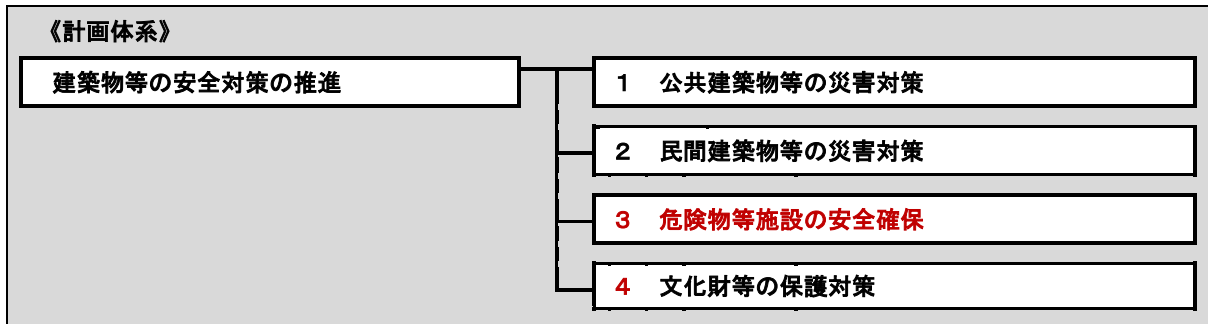 《計画体系》
建築物等の安全対策の推進
１　公共建築物等の災害対策
２　民間建築物等の災害対策
３　危険物等施設の安全確保
４　文化財等の保護対策